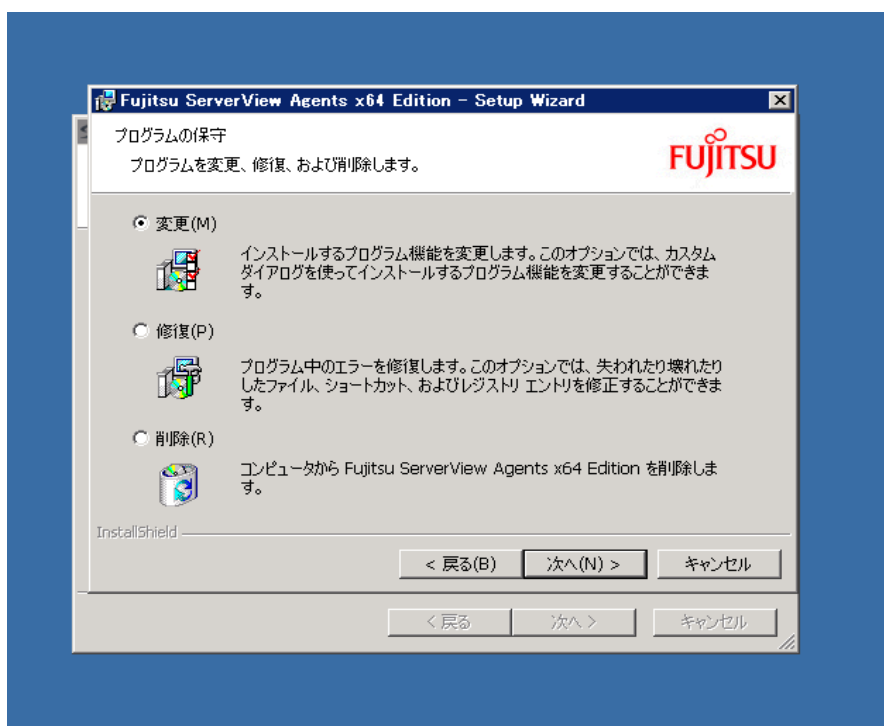 Fujitsu ServerView Agents x64 Edition - Setup Wizard
プログラムの保守
プログラムを変更、修復、および削除します。
FUJITSU
変更(M)
インストールするプログラム機能を変更します。このオプションでは、カスタム
ダイアログを使ってインストールするプログラム機能を変更することができま
す。
修復(P)
プログラム中のエラーを修復します。このオプションでは、失われたり壊れたり
したファイル、ショートカット、およびレジストリ エントリを修正することができま
す。
削除(R)
コンピュータから Fujitsu ServerView Agents x64 Edition を削除しま
す。
InstallShield
< 戻る(B)
次へ(N) >
キャンセル
< 戻る
次へ >
キャンセル